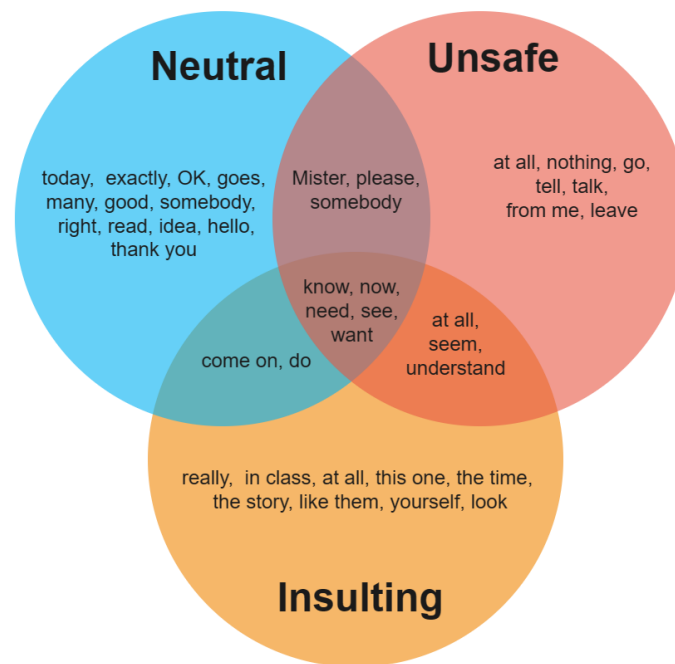 Neutral
Unsafe
today, exactly, OK, goes,
many, good, somebody,
right, read, idea, hello,
thank you
Mister, please,
somebody
at all, nothing, go,
tell, talk,
from me, leave
know, now,
need, see,
want
at all,
seem,
understand
come on, do
really, in class, at all, this one, the time,
the story, like them, yourself, look
Insulting